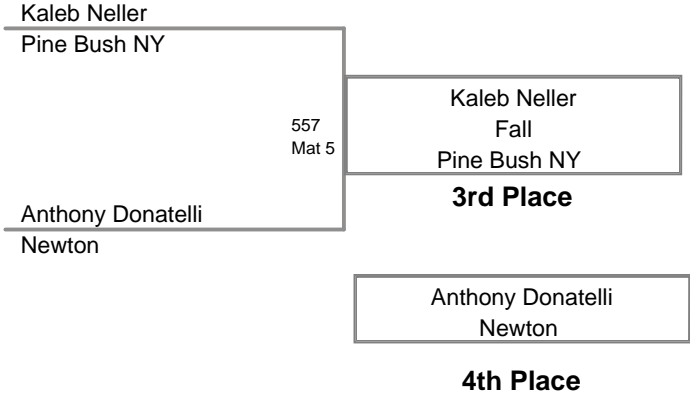 Kaleb Neller
Pine Bush NY
557
Mat 5
Kaleb Neller
Fall
Pine Bush NY
3rd Place
Anthony Donatelli
Newton
Anthony Donatelli
Newton
4th Place